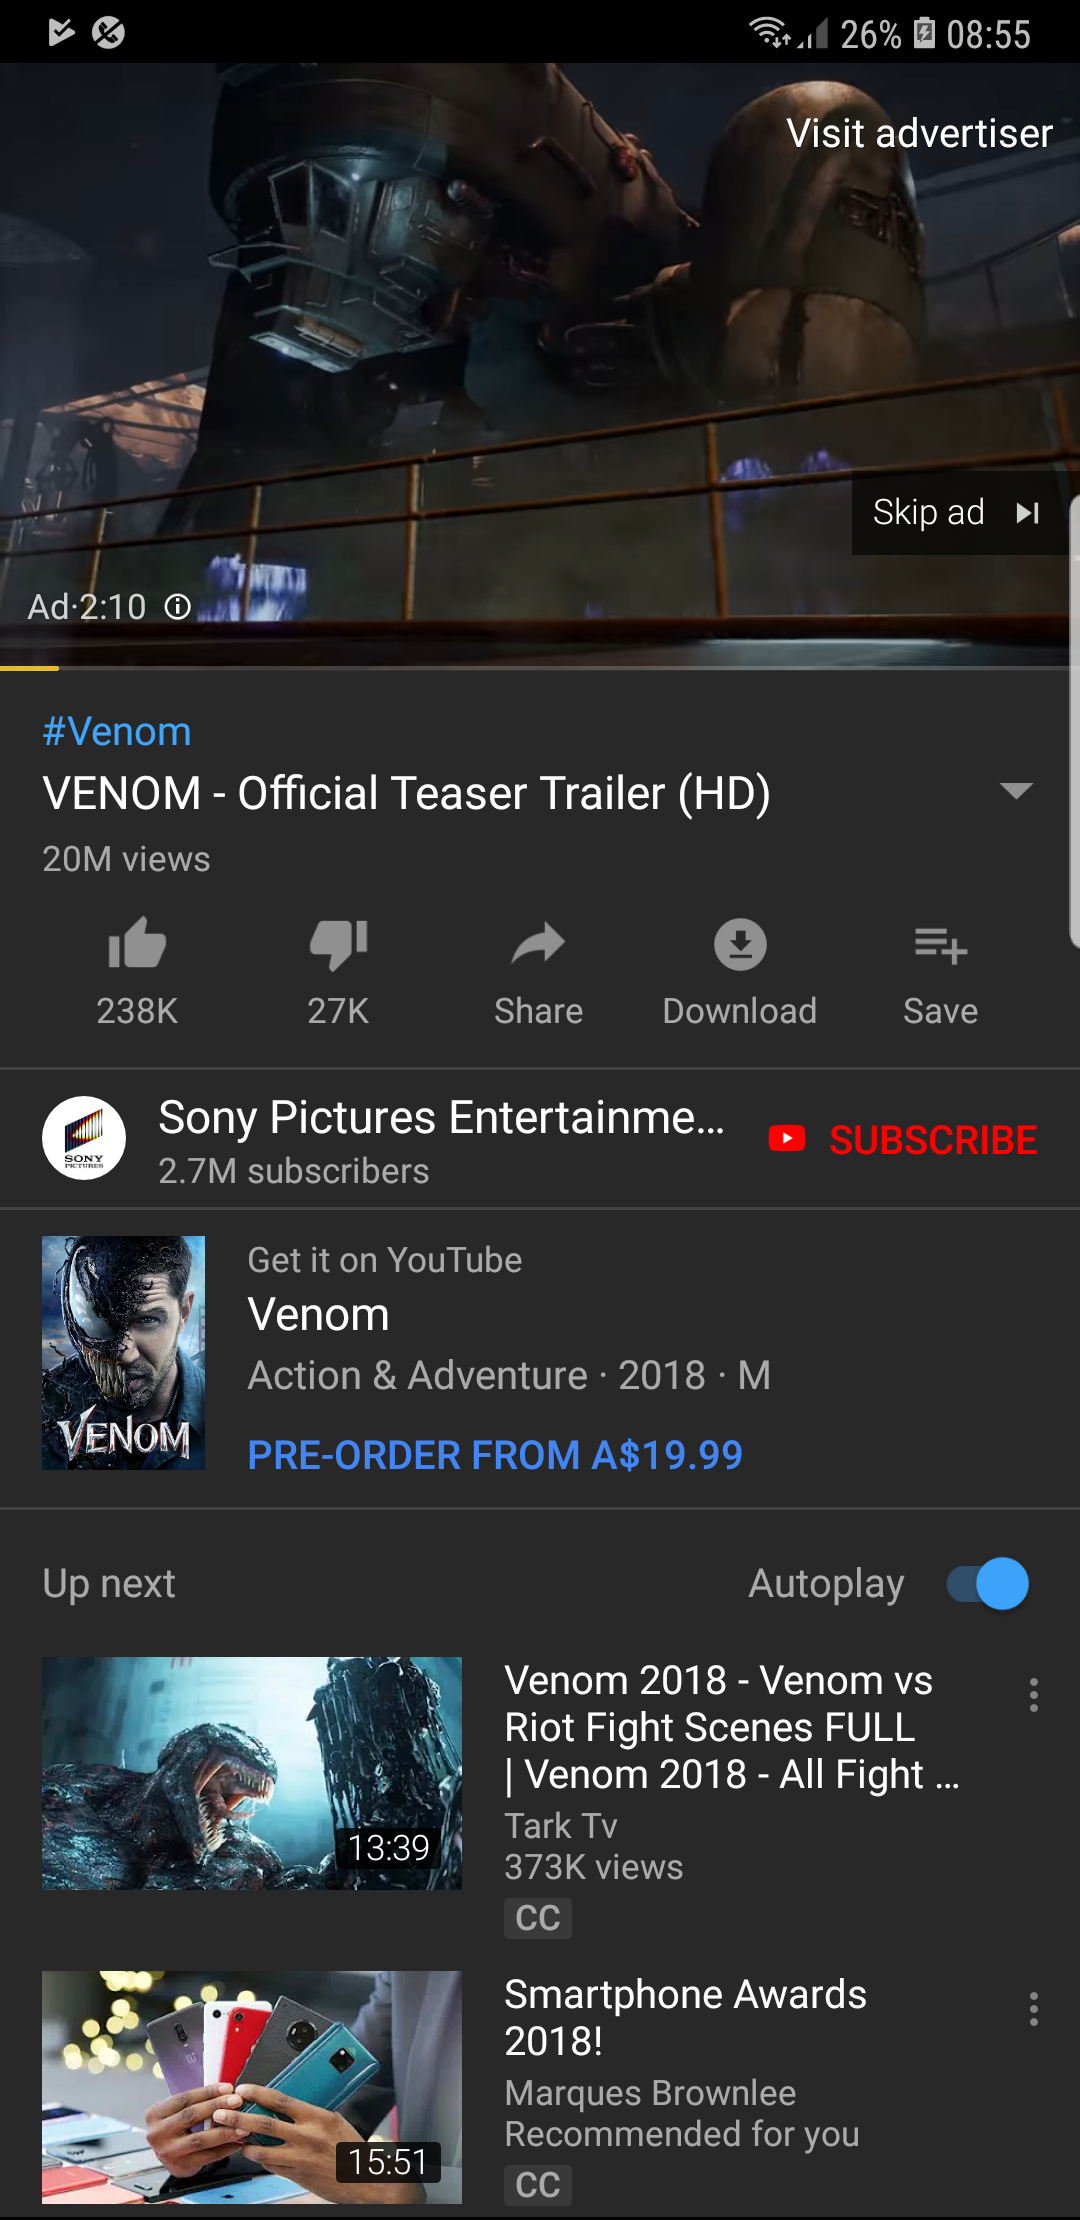 26% 08:55
Visit advertiser
Skip ad
Ad·2:10
#Venom
VENOM - Official Teaser Trailer (HD)
20M views
238K
27K
Share
Download
Save
SONY
PICTURES
Sony Pictures Entertainme...
2.7M subscribers
SUBSCRIBE
VENOM
Get it on YouTube
Venom
Action & Adventure · 2018 · M
PRE-ORDER FROM A$19.99
Up next
Autoplay
13:39
Venom 2018 - Venom vs
Riot Fight Scenes FULL
| Venom 2018 - All Fight ...
Tark Tv
373K views
CC
15:51
Smartphone Awards
2018!
Marques Brownlee
Recommended for you
CC